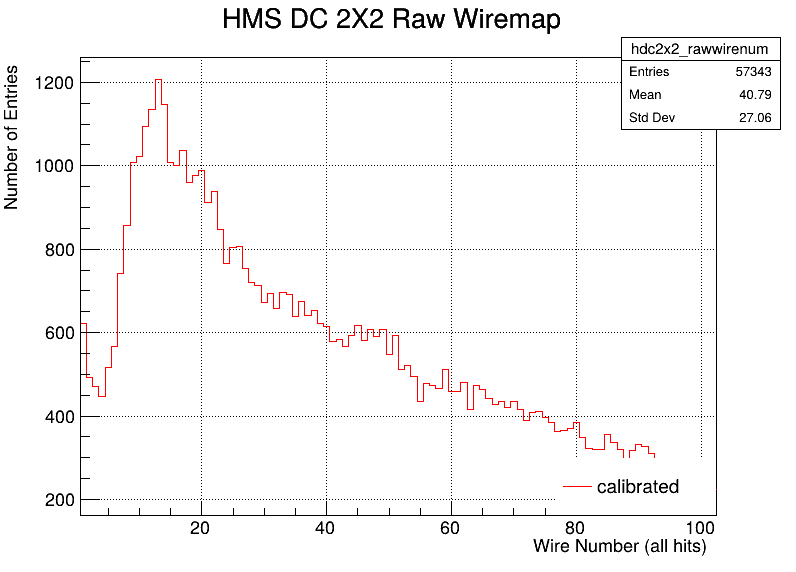 HMS DC 2X2 Raw Wiremap
hdc2x2_rawwirenum
Entries 57343
Mean 40.79
Std Dev 27.06
Number of Entries
1200
1000
800
600
400
200
calibrated
20 40 60 80 100
Wire Number (all hits)